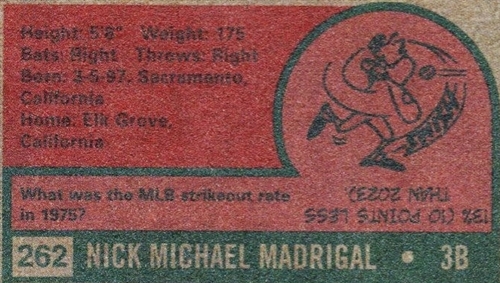 Height: 5'8" Weight: 175
Bats: Right Throws: Right
Born: 3-5-97, Sacramento,
California
Home: Elk Grove,
California
What was the MLB strikeout rate
in 1975?
13% (10 POINTS LESS
THAN 2023).
262 NICK MICHAEL MADRIGAL • 3B